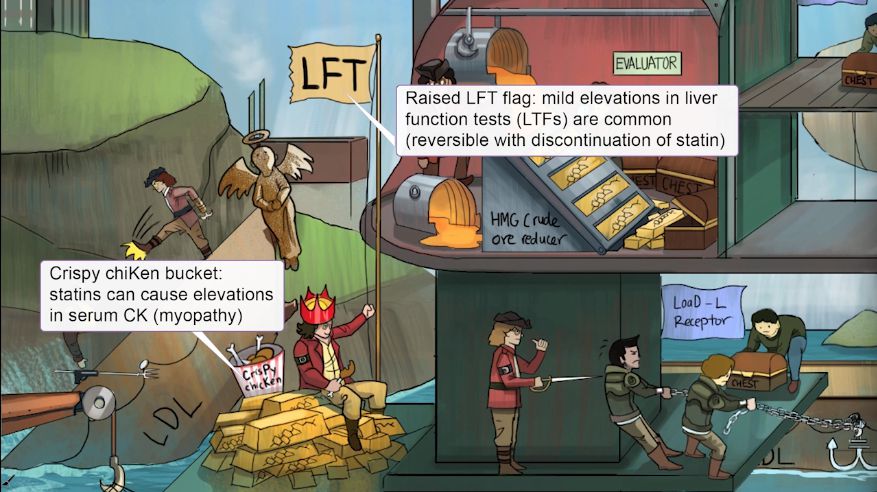 LFT
EVALUATOR
CHEST
Raised LFT flag: mild elevations in liver
function tests (LTFs) are common
(reversible with discontinuation of statin)
CHEST
HMG Crude
ore reducer
Crispy chiKen bucket:
statins can cause elevations
in serum CK (myopathy)
LoaD-L
Receptor
Crispy
chicken
CHEST
LDL